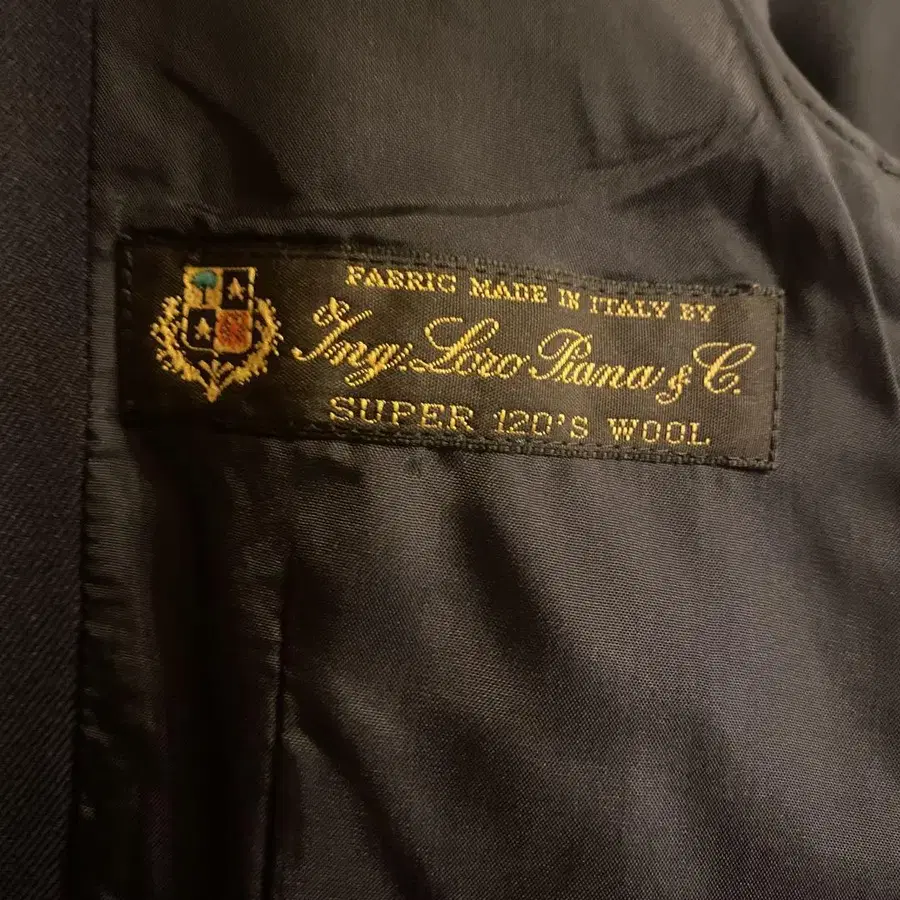 FABRIC MADE IN ITALY BY
Ing. Loro Piana & C.
SUPER 120'S WOOL